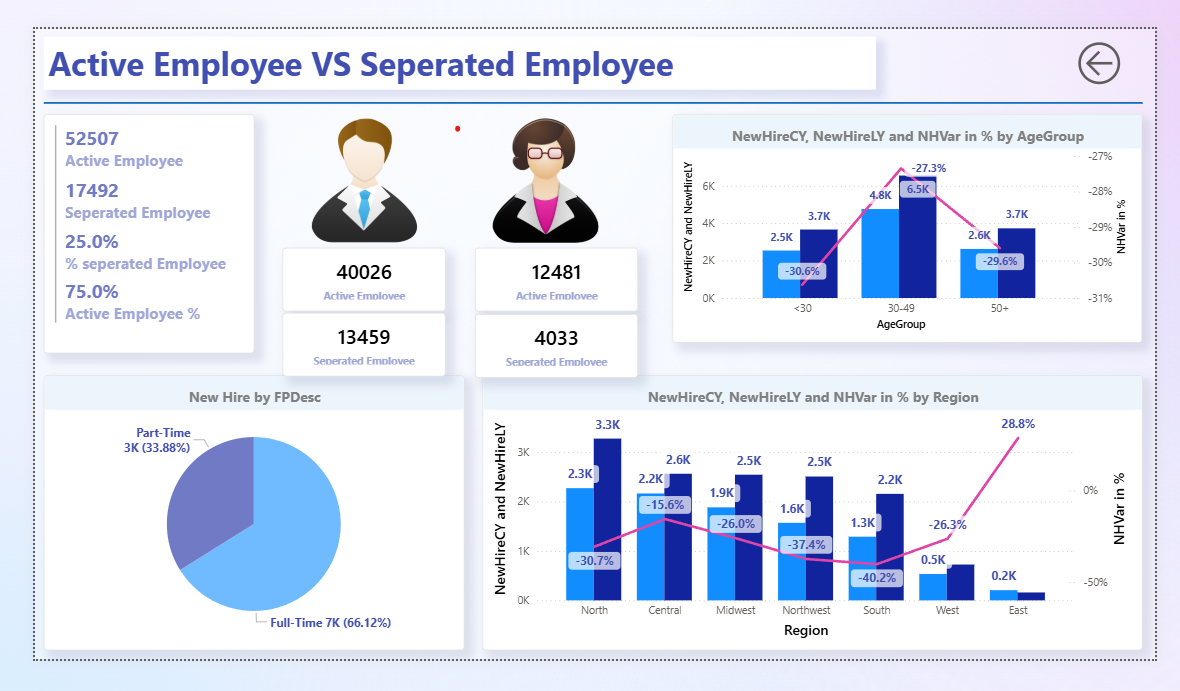 Active Employee VS Seperated Employee
52507
Active Employee
17492
Seperated Employee
25.0%
% seperated Employee
75.0%
Active Employee %
40026
Active Employee
13459
Seperated Employee
12481
Active Employee
4033
Seperated Employee
NewHireCY, NewHireLY and NHVar in % by AgeGroup
NewHireCY and NewHireLY
6K
4K
2K
0K
2.5K
3.7K
4.8K
6.5K
2.6K
3.7K
-30.6%
-27.3%
-29.6%
-27%
-28%
-29%
-30%
-31%
NHVar in %
<30
30-49
50+
AgeGroup
New Hire by FPDesc
Part-Time
3K (33.88%)
Full-Time 7K (66.12%)
NewHireCY, NewHireLY and NHVar in % by Region
NewHireCY and NewHireLY
3K
2K
1K
0K
2.3K
3.3K
2.2K
2.6K
1.9K
2.5K
1.6K
2.5K
1.3K
2.2K
0.5K
0.2K
-30.7%
-15.6%
-26.0%
-37.4%
-40.2%
-26.3%
28.8%
0%
-50%
NHVar in %
North
Central
Midwest
Northwest
South
West
East
Region